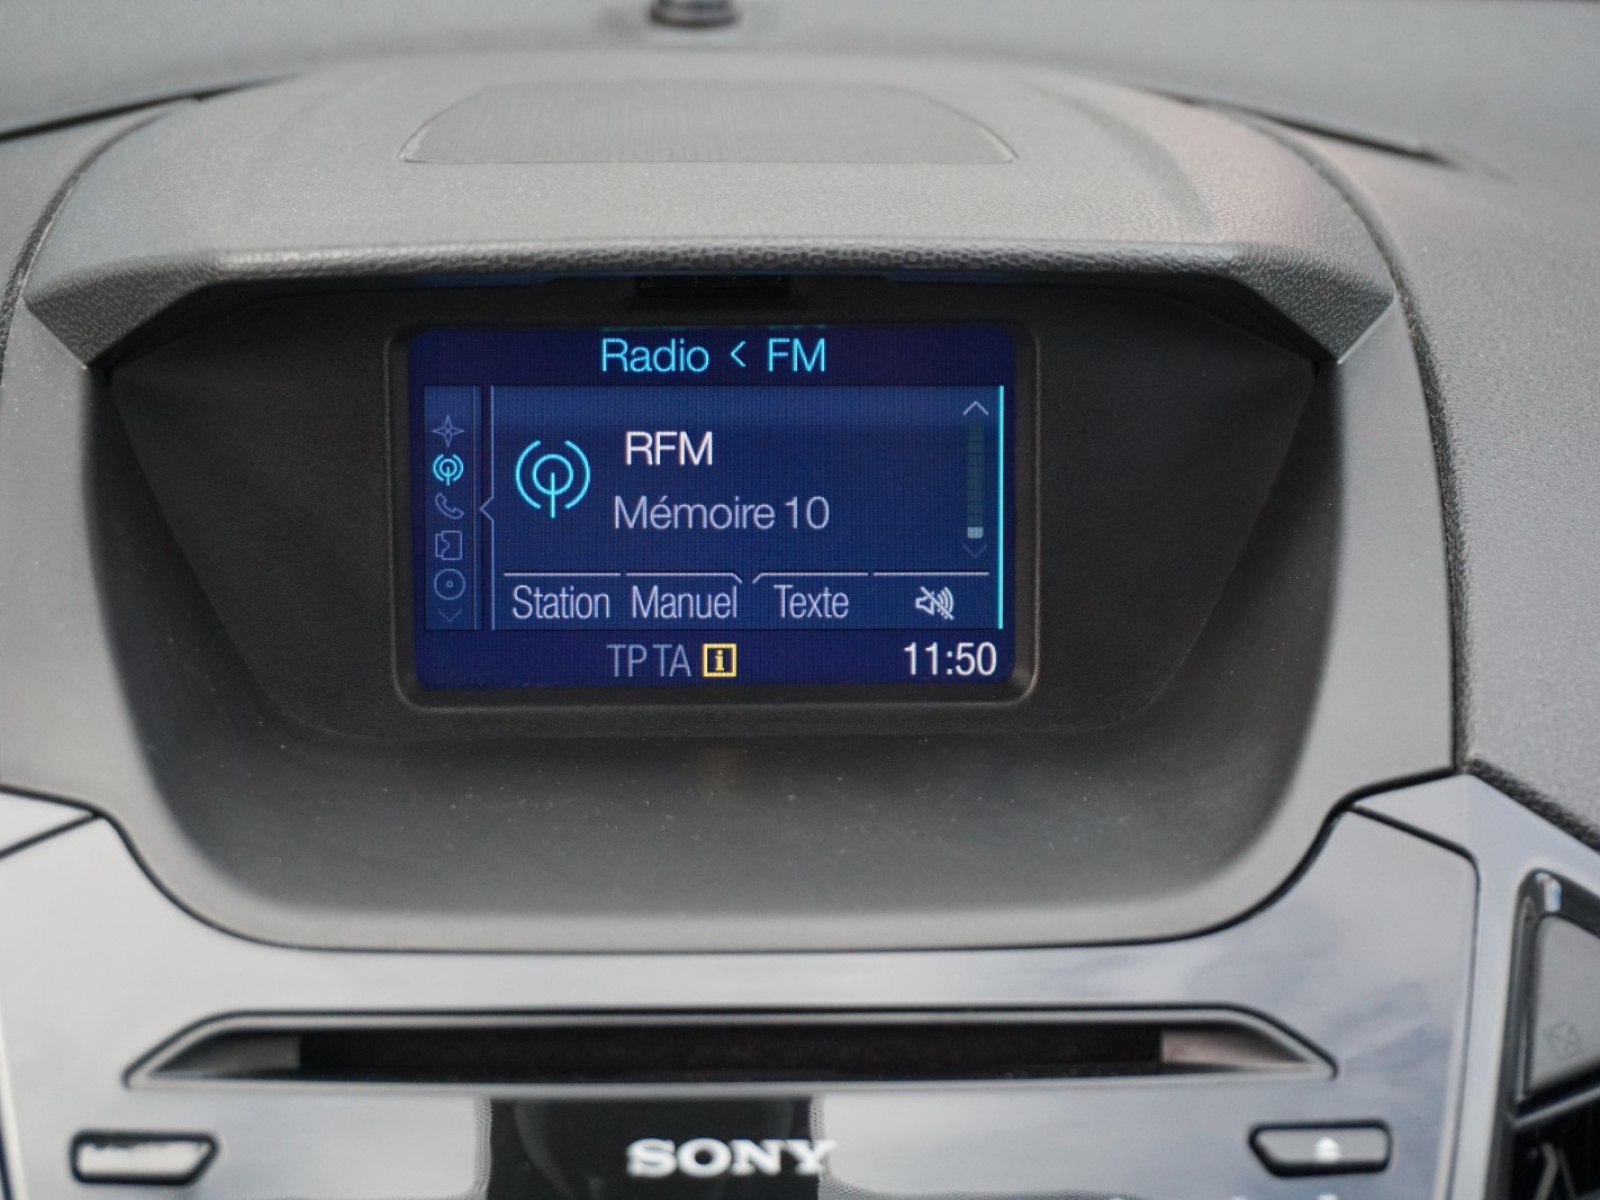 Radio < FM
RFM
Mémoire 10
Station Manuel Texte
TP TA i 11:50
SONY